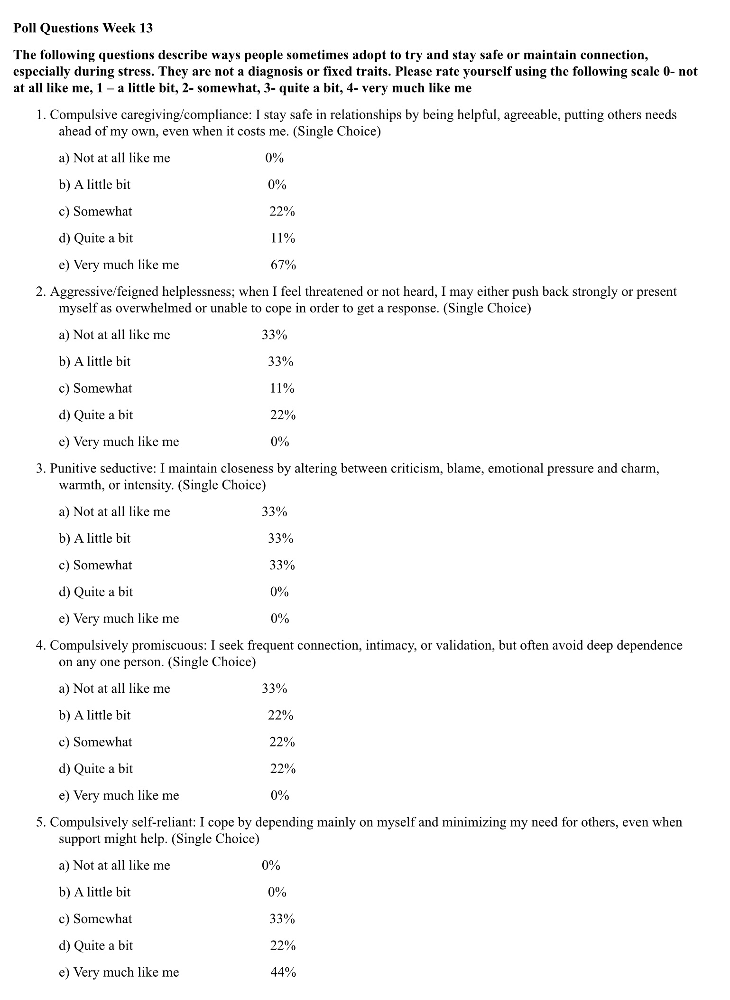 Poll Questions Week 13
The following questions describe ways people sometimes adopt to try and stay safe or maintain connection,
especially during stress. They are not a diagnosis or fixed traits. Please rate yourself using the following scale 0- not
at all like me, 1 – a little bit, 2- somewhat, 3- quite a bit, 4- very much like me
1. Compulsive caregiving/compliance: I stay safe in relationships by being helpful, agreeable, putting others needs
ahead of my own, even when it costs me. (Single Choice)
a) Not at all like me 0%
b) A little bit 0%
c) Somewhat 22%
d) Quite a bit 11%
e) Very much like me 67%
2. Aggressive/feigned helplessness; when I feel threatened or not heard, I may either push back strongly or present
myself as overwhelmed or unable to cope in order to get a response. (Single Choice)
a) Not at all like me 33%
b) A little bit 33%
c) Somewhat 11%
d) Quite a bit 22%
e) Very much like me 0%
3. Punitive seductive: I maintain closeness by altering between criticism, blame, emotional pressure and charm,
warmth, or intensity. (Single Choice)
a) Not at all like me 33%
b) A little bit 33%
c) Somewhat 33%
d) Quite a bit 0%
e) Very much like me 0%
4. Compulsively promiscuous: I seek frequent connection, intimacy, or validation, but often avoid deep dependence
on any one person. (Single Choice)
a) Not at all like me 33%
b) A little bit 22%
c) Somewhat 22%
d) Quite a bit 22%
e) Very much like me 0%
5. Compulsively self-reliant: I cope by depending mainly on myself and minimizing my need for others, even when
support might help. (Single Choice)
a) Not at all like me 0%
b) A little bit 0%
c) Somewhat 33%
d) Quite a bit 22%
e) Very much like me 44%